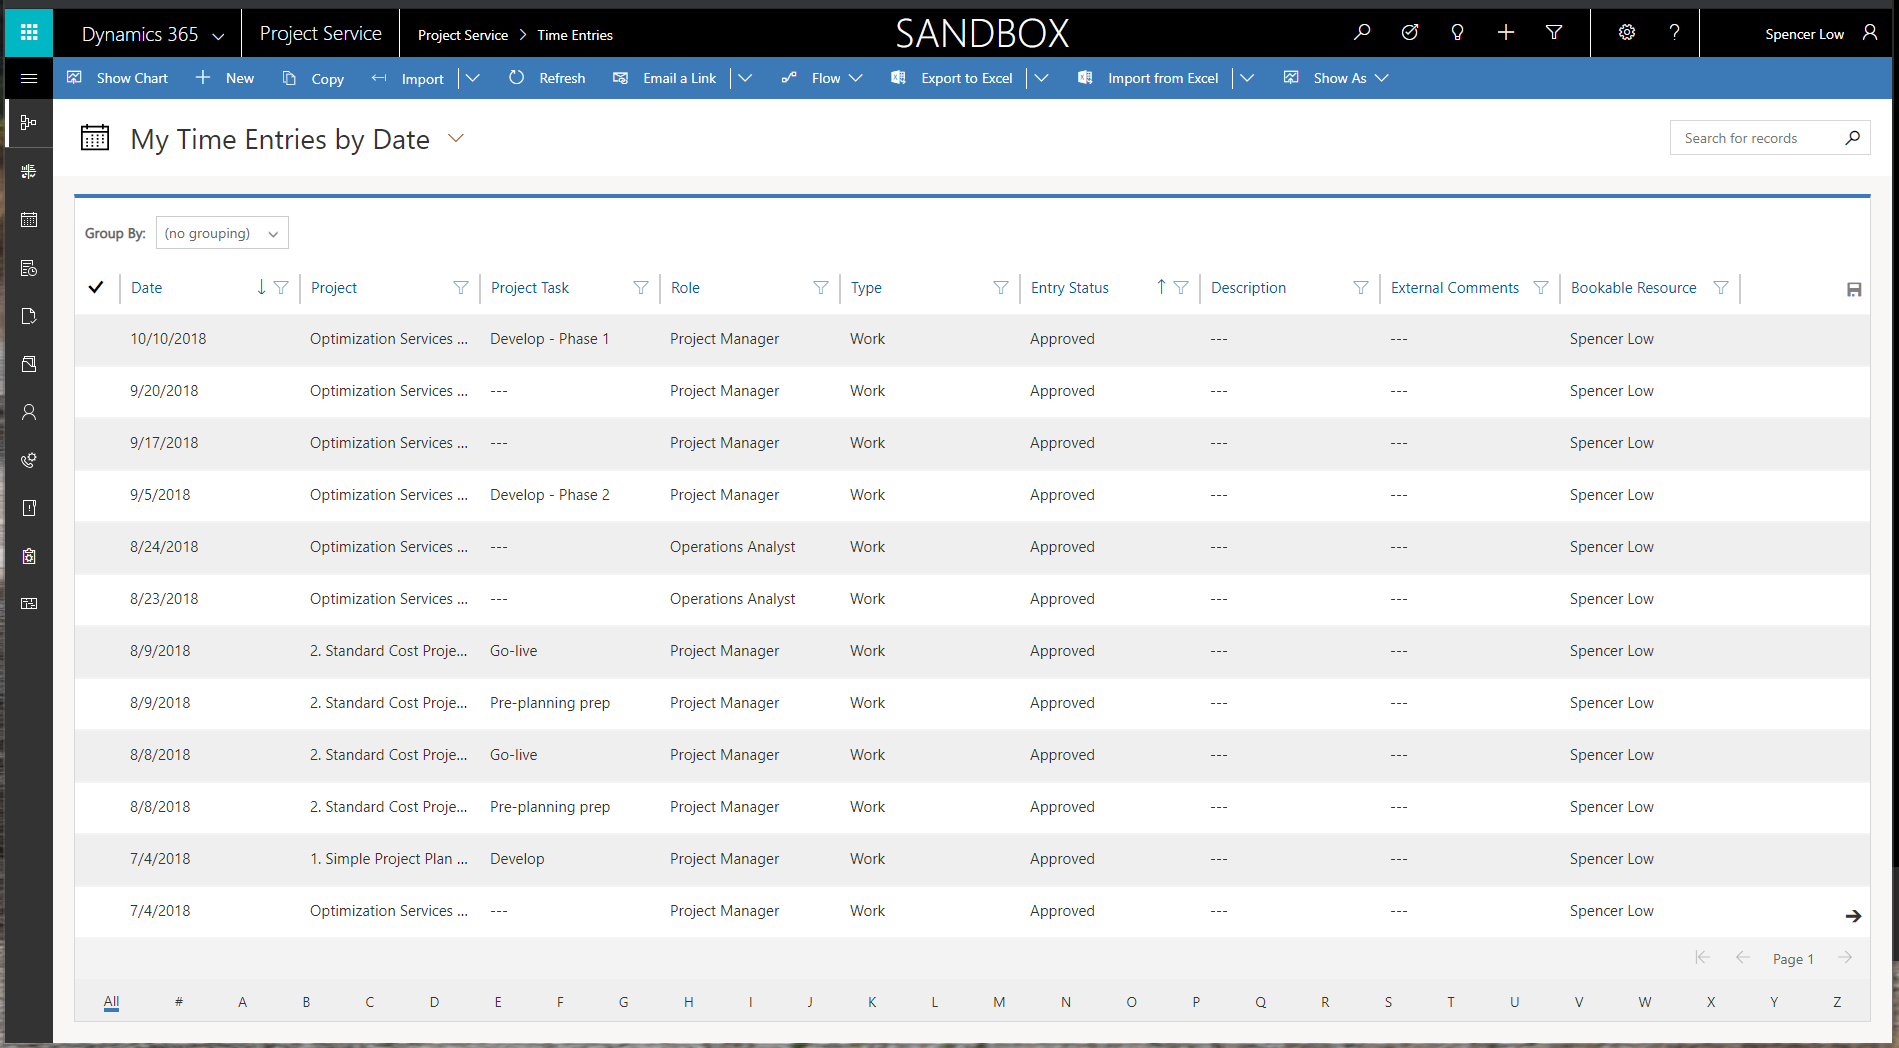 Dynamics 365 Project Service Project Service > Time Entries SANDBOX ? Spencer Low
Show Chart New Copy Import Refresh Email a Link Flow Export to Excel Import from Excel Show As
My Time Entries by Date Search for records
Group By: (no grouping)
Date Project Project Task Role Type Entry Status Description External Comments Bookable Resource
10/10/2018 Optimization Services ... Develop - Phase 1 Project Manager Work Approved --- --- Spencer Low
9/20/2018 Optimization Services ... --- Project Manager Work Approved --- --- Spencer Low
9/17/2018 Optimization Services ... --- Project Manager Work Approved --- --- Spencer Low
9/5/2018 Optimization Services ... Develop - Phase 2 Project Manager Work Approved --- --- Spencer Low
8/24/2018 Optimization Services ... --- Operations Analyst Work Approved --- --- Spencer Low
8/23/2018 Optimization Services ... --- Operations Analyst Work Approved --- --- Spencer Low
8/9/2018 2. Standard Cost Proje... Go-live Project Manager Work Approved --- --- Spencer Low
8/9/2018 2. Standard Cost Proje... Pre-planning prep Project Manager Work Approved --- --- Spencer Low
8/8/2018 2. Standard Cost Proje... Go-live Project Manager Work Approved --- --- Spencer Low
8/8/2018 2. Standard Cost Proje... Pre-planning prep Project Manager Work Approved --- --- Spencer Low
7/4/2018 1. Simple Project Plan ... Develop Project Manager Work Approved --- --- Spencer Low
7/4/2018 Optimization Services ... --- Project Manager Work Approved --- --- Spencer Low
Page 1
All # A B C D E F G H I J K L M N O P Q R S T U V W X Y Z